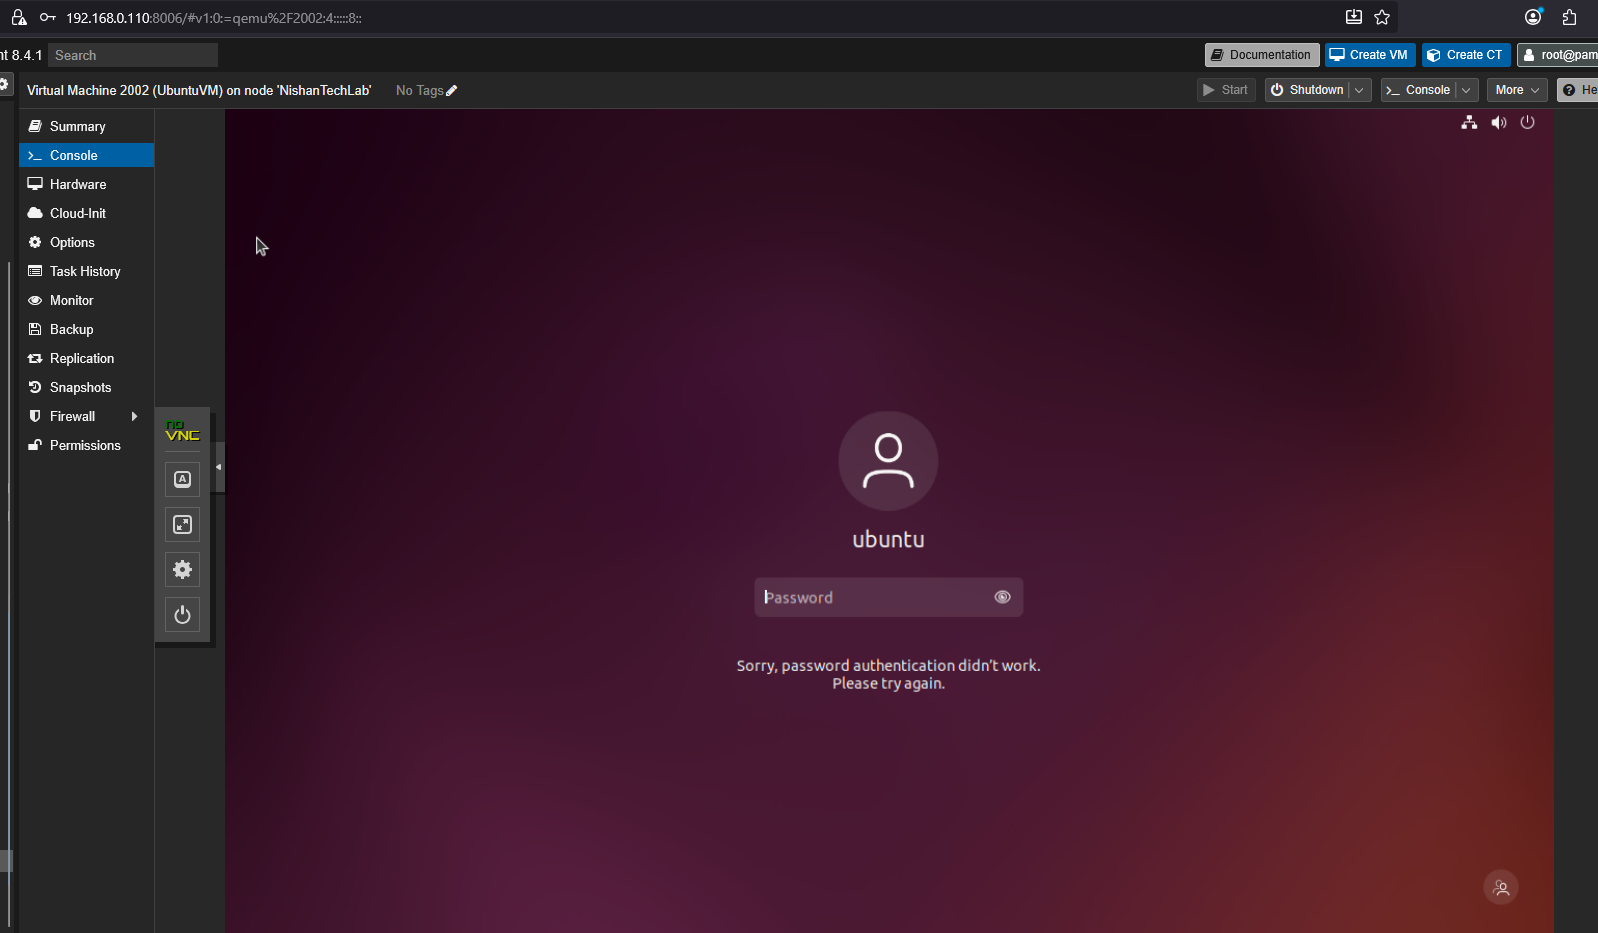 192.168.0.110:8006/#v1:0:=qemu%2F2002:4:::::8::
nt 8.4.1 Search Documentation Create VM Create CT root@pam
Virtual Machine 2002 (UbuntuVM) on node 'NishanTechLab' No Tags Start Shutdown Console More He
Summary
Console
Hardware
Cloud-Init
Options
Task History
Monitor
Backup
Replication
Snapshots
Firewall
Permissions
no
VNC
A
ubuntu
Password
Sorry, password authentication didn't work.
Please try again.